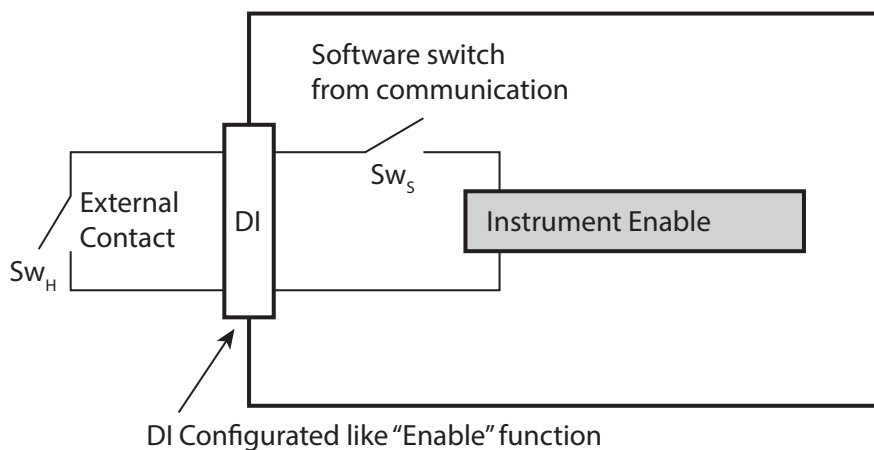 Software switch
from communication
Sw_S
External
Contact
DI
Instrument Enable
Sw_H
DI Configurated like “Enable” function